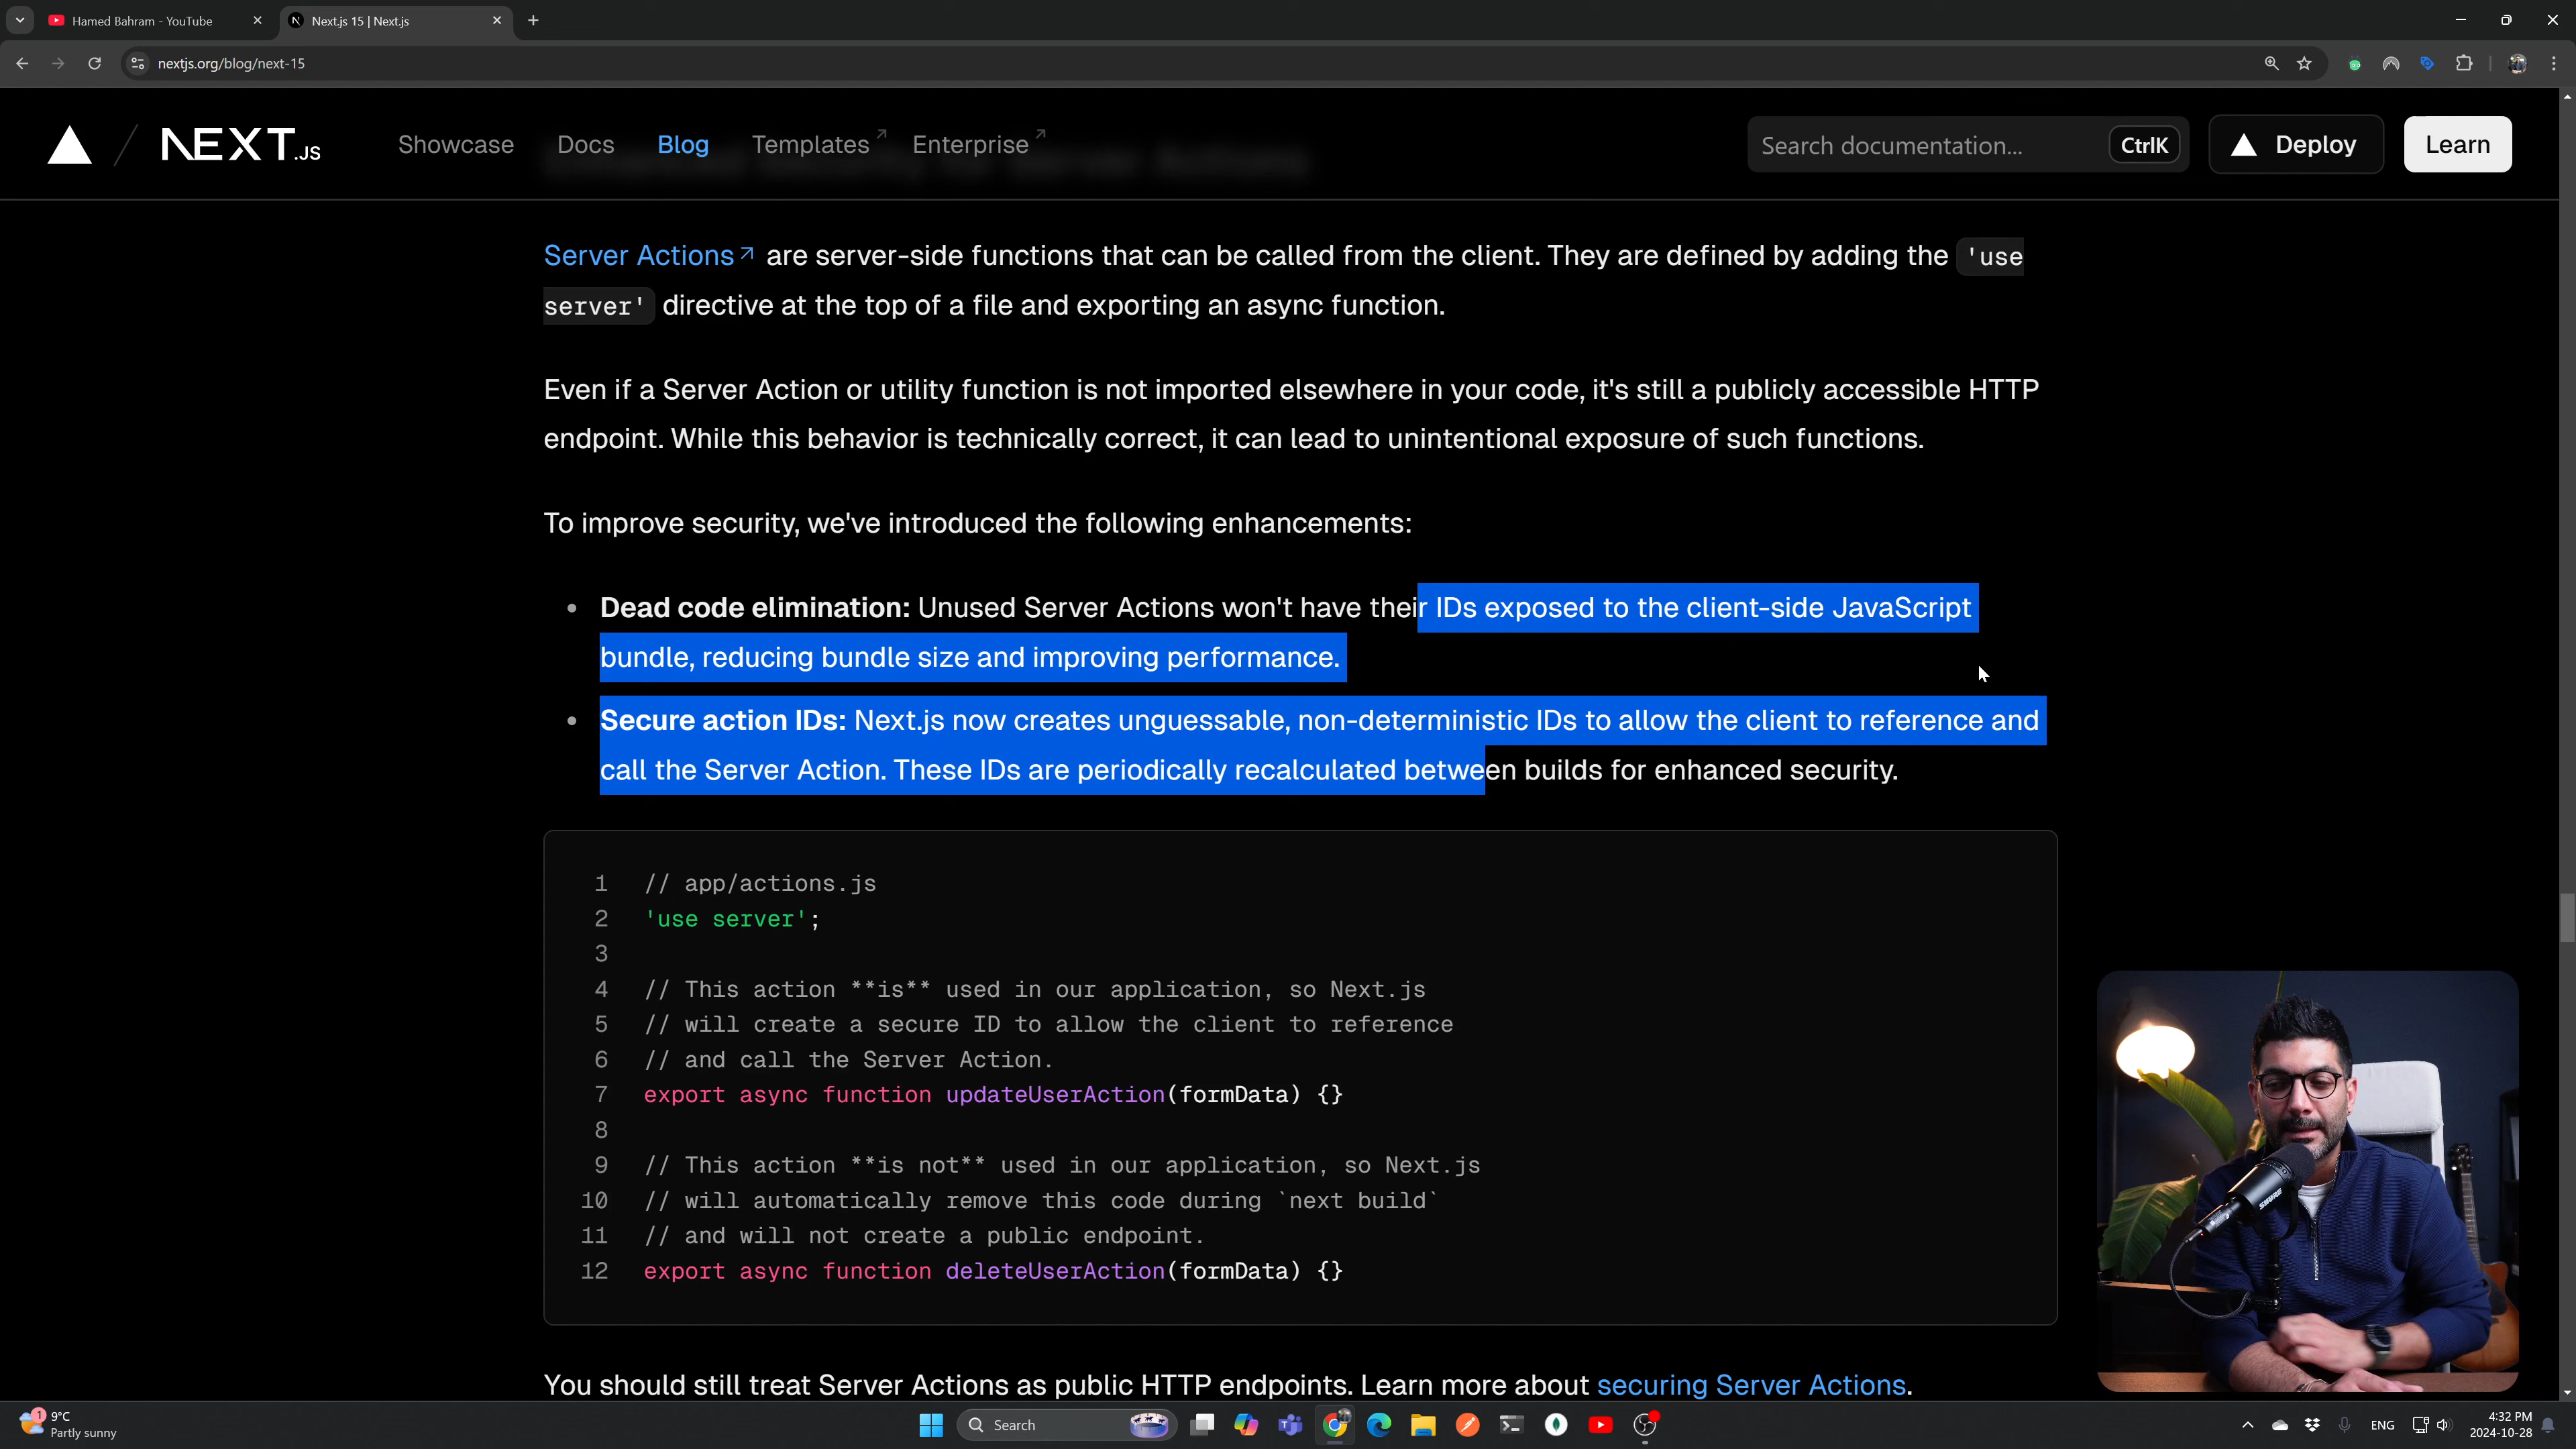 Hamed Bahram - YouTube
Next.js 15 | Next.js
nextjs.org/blog/next-15
NEXT.JS
Showcase
Docs
Blog
Templates
Enterprise
Search documentation...
CtrlK
Deploy
Learn
Enhanced Security for Server Actions
Server Actions are server-side functions that can be called from the client. They are defined by adding the 'use
server' directive at the top of a file and exporting an async function.
Even if a Server Action or utility function is not imported elsewhere in your code, it's still a publicly accessible HTTP
endpoint. While this behavior is technically correct, it can lead to unintentional exposure of such functions.
To improve security, we've introduced the following enhancements:
• Dead code elimination: Unused Server Actions won't have their IDs exposed to the client-side JavaScript
bundle, reducing bundle size and improving performance.
• Secure action IDs: Next.js now creates unguessable, non-deterministic IDs to allow the client to reference and
call the Server Action. These IDs are periodically recalculated between builds for enhanced security.
1 // app/actions.js
2 'use server';
3
4 // This action **is** used in our application, so Next.js
5 // will create a secure ID to allow the client to reference
6 // and call the Server Action.
7 export async function updateUserAction(formData) {}
8
9 // This action **is not** used in our application, so Next.js
10 // will automatically remove this code during `next build`
11 // and will not create a public endpoint.
12 export async function deleteUserAction(formData) {}
You should still treat Server Actions as public HTTP endpoints. Learn more about securing Server Actions.
SHURE
1
9°C
Partly sunny
Search
ENG
4:32 PM
2024-10-28